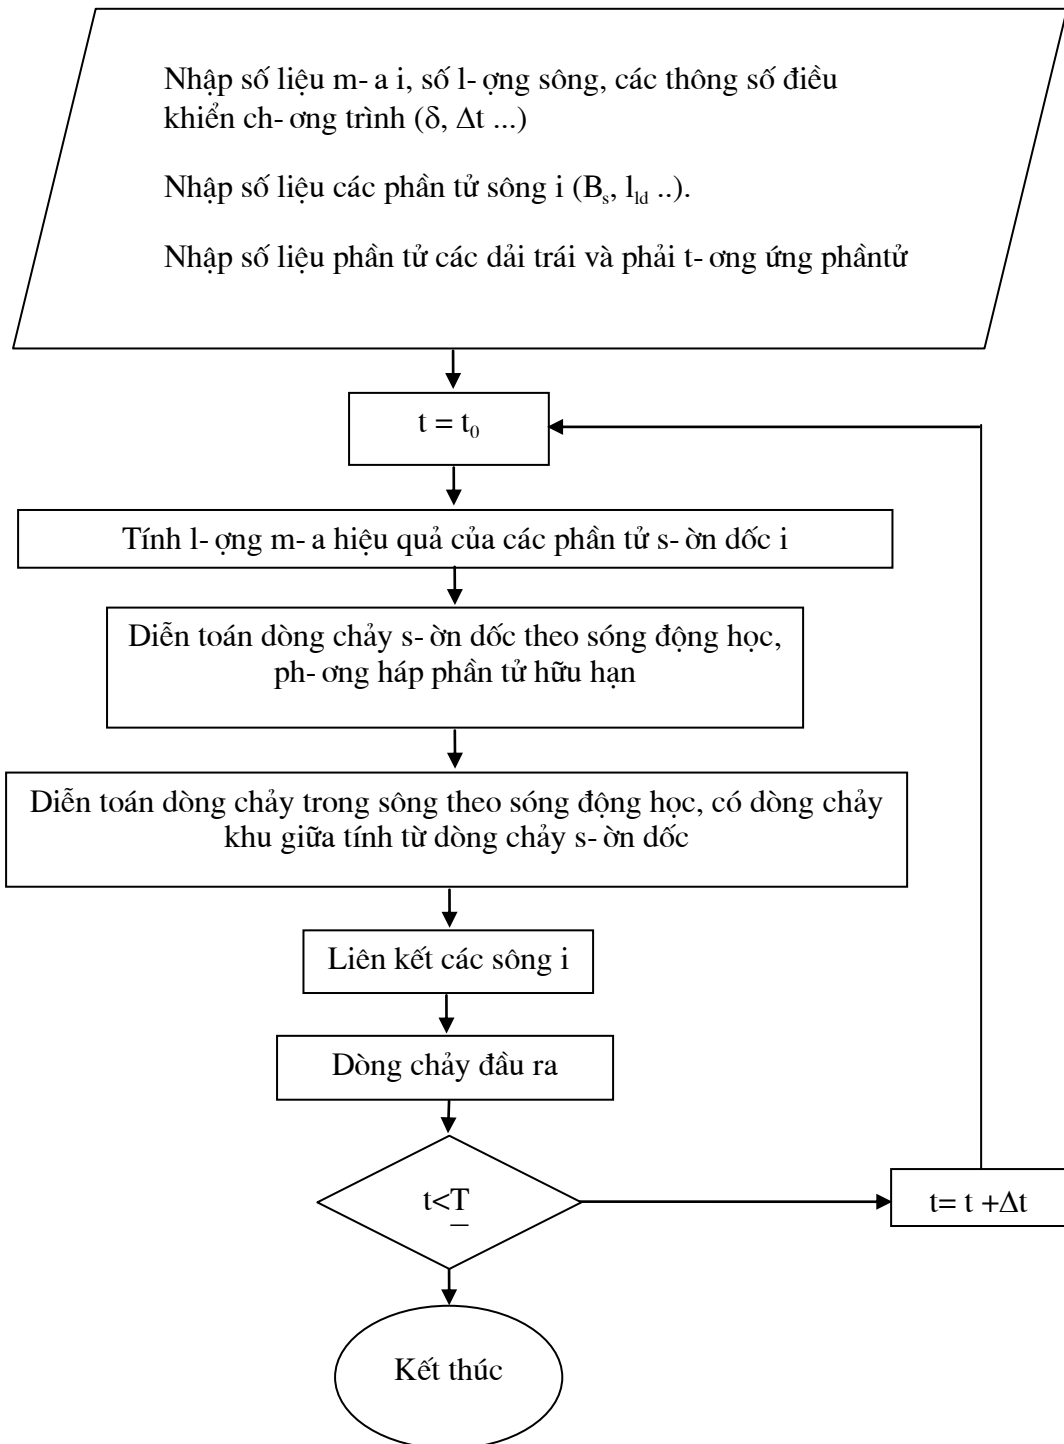 Nhập số liệu m- a i, số l- ợng sông, các thông số điều
khiển ch- ơng trình (δ, Δt ...)
Nhập số liệu các phần tử sông i (Bs, lld ..).
Nhập số liệu phần tử các dải trái và phải t- ơng ứng phầntử
t = t0
Tính l- ợng m- a hiệu quả của các phần tử s- ờn dốc i
Diễn toán dòng chảy s- ờn dốc theo sóng động học,
ph- ơng háp phần tử hữu hạn
Diễn toán dòng chảy trong sông theo sóng động học, có dòng chảy
khu giữa tính từ dòng chảy s- ờn dốc
Liên kết các sông i
Dòng chảy đầu ra
t<T
t= t +Δt
Kết thúc